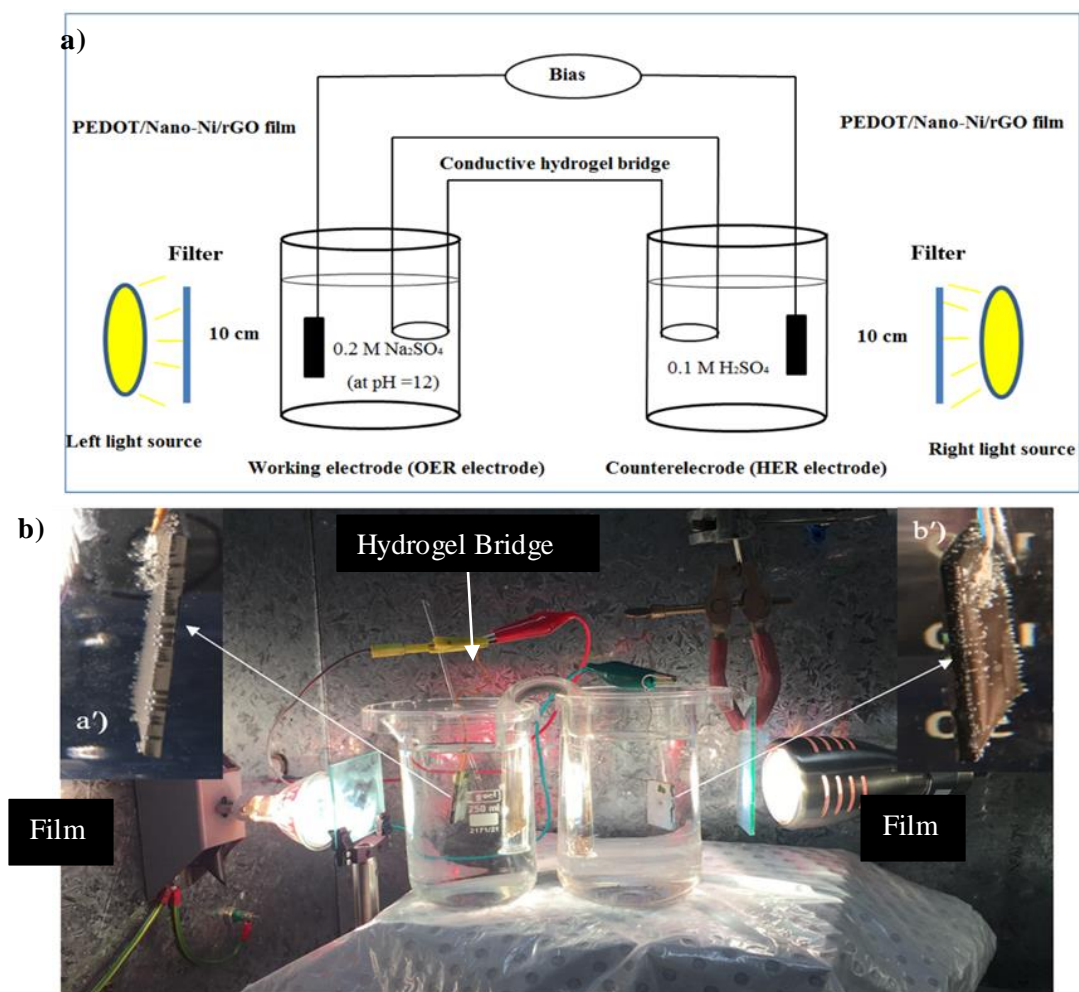 a)
Bias
PEDOT/Nano-Ni/rGO film
PEDOT/Nano-Ni/rGO film
Conductive hydrogel bridge
Filter
Filter
10 cm
10 cm
0.2 M Na₂SO₄
(at pH =12)
0.1 M H₂SO₄
Left light source
Right light source
Working electrode (OER electrode)
Counterelecrode (HER electrode)
b)
Hydrogel Bridge
b')
a')
Film
Film
250 ml